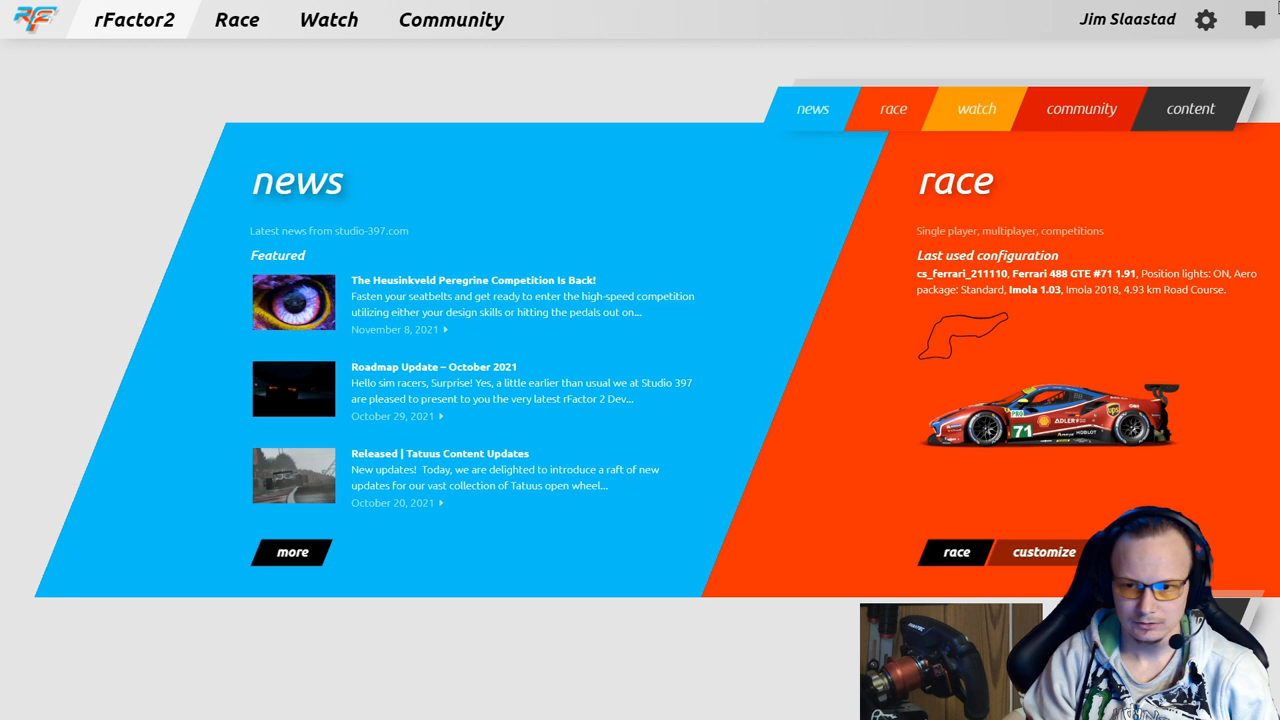 rFactor2
Race
Watch
Community
Jim Slaastad
news
race
watch
community
content
news
Latest news from studio-397.com
Featured
The Heusinkveld Peregrine Competition Is Back!
Fasten your seatbelts and get ready to enter the high-speed competition
utilizing either your design skills or hitting the pedals out on...
November 8, 2021
Roadmap Update – October 2021
Hello sim racers, Surprise! Yes, a little earlier than usual we at Studio 397
are pleased to present to you the very latest rFactor 2 Dev...
October 29, 2021
Released | Tatuus Content Updates
New updates!  Today, we are delighted to introduce a raft of new
updates for our vast collection of Tatuus open wheel...
October 20, 2021
more
race
Single player, multiplayer, competitions
Last used configuration
cs_ferrari_211110, Ferrari 488 GTE #71 1.91, Position lights: ON, Aero
package: Standard, Imola 1.03, Imola 2018, 4.93 km Road Course.
PRO
71
ADLER
ups
race
customize
FANATEC